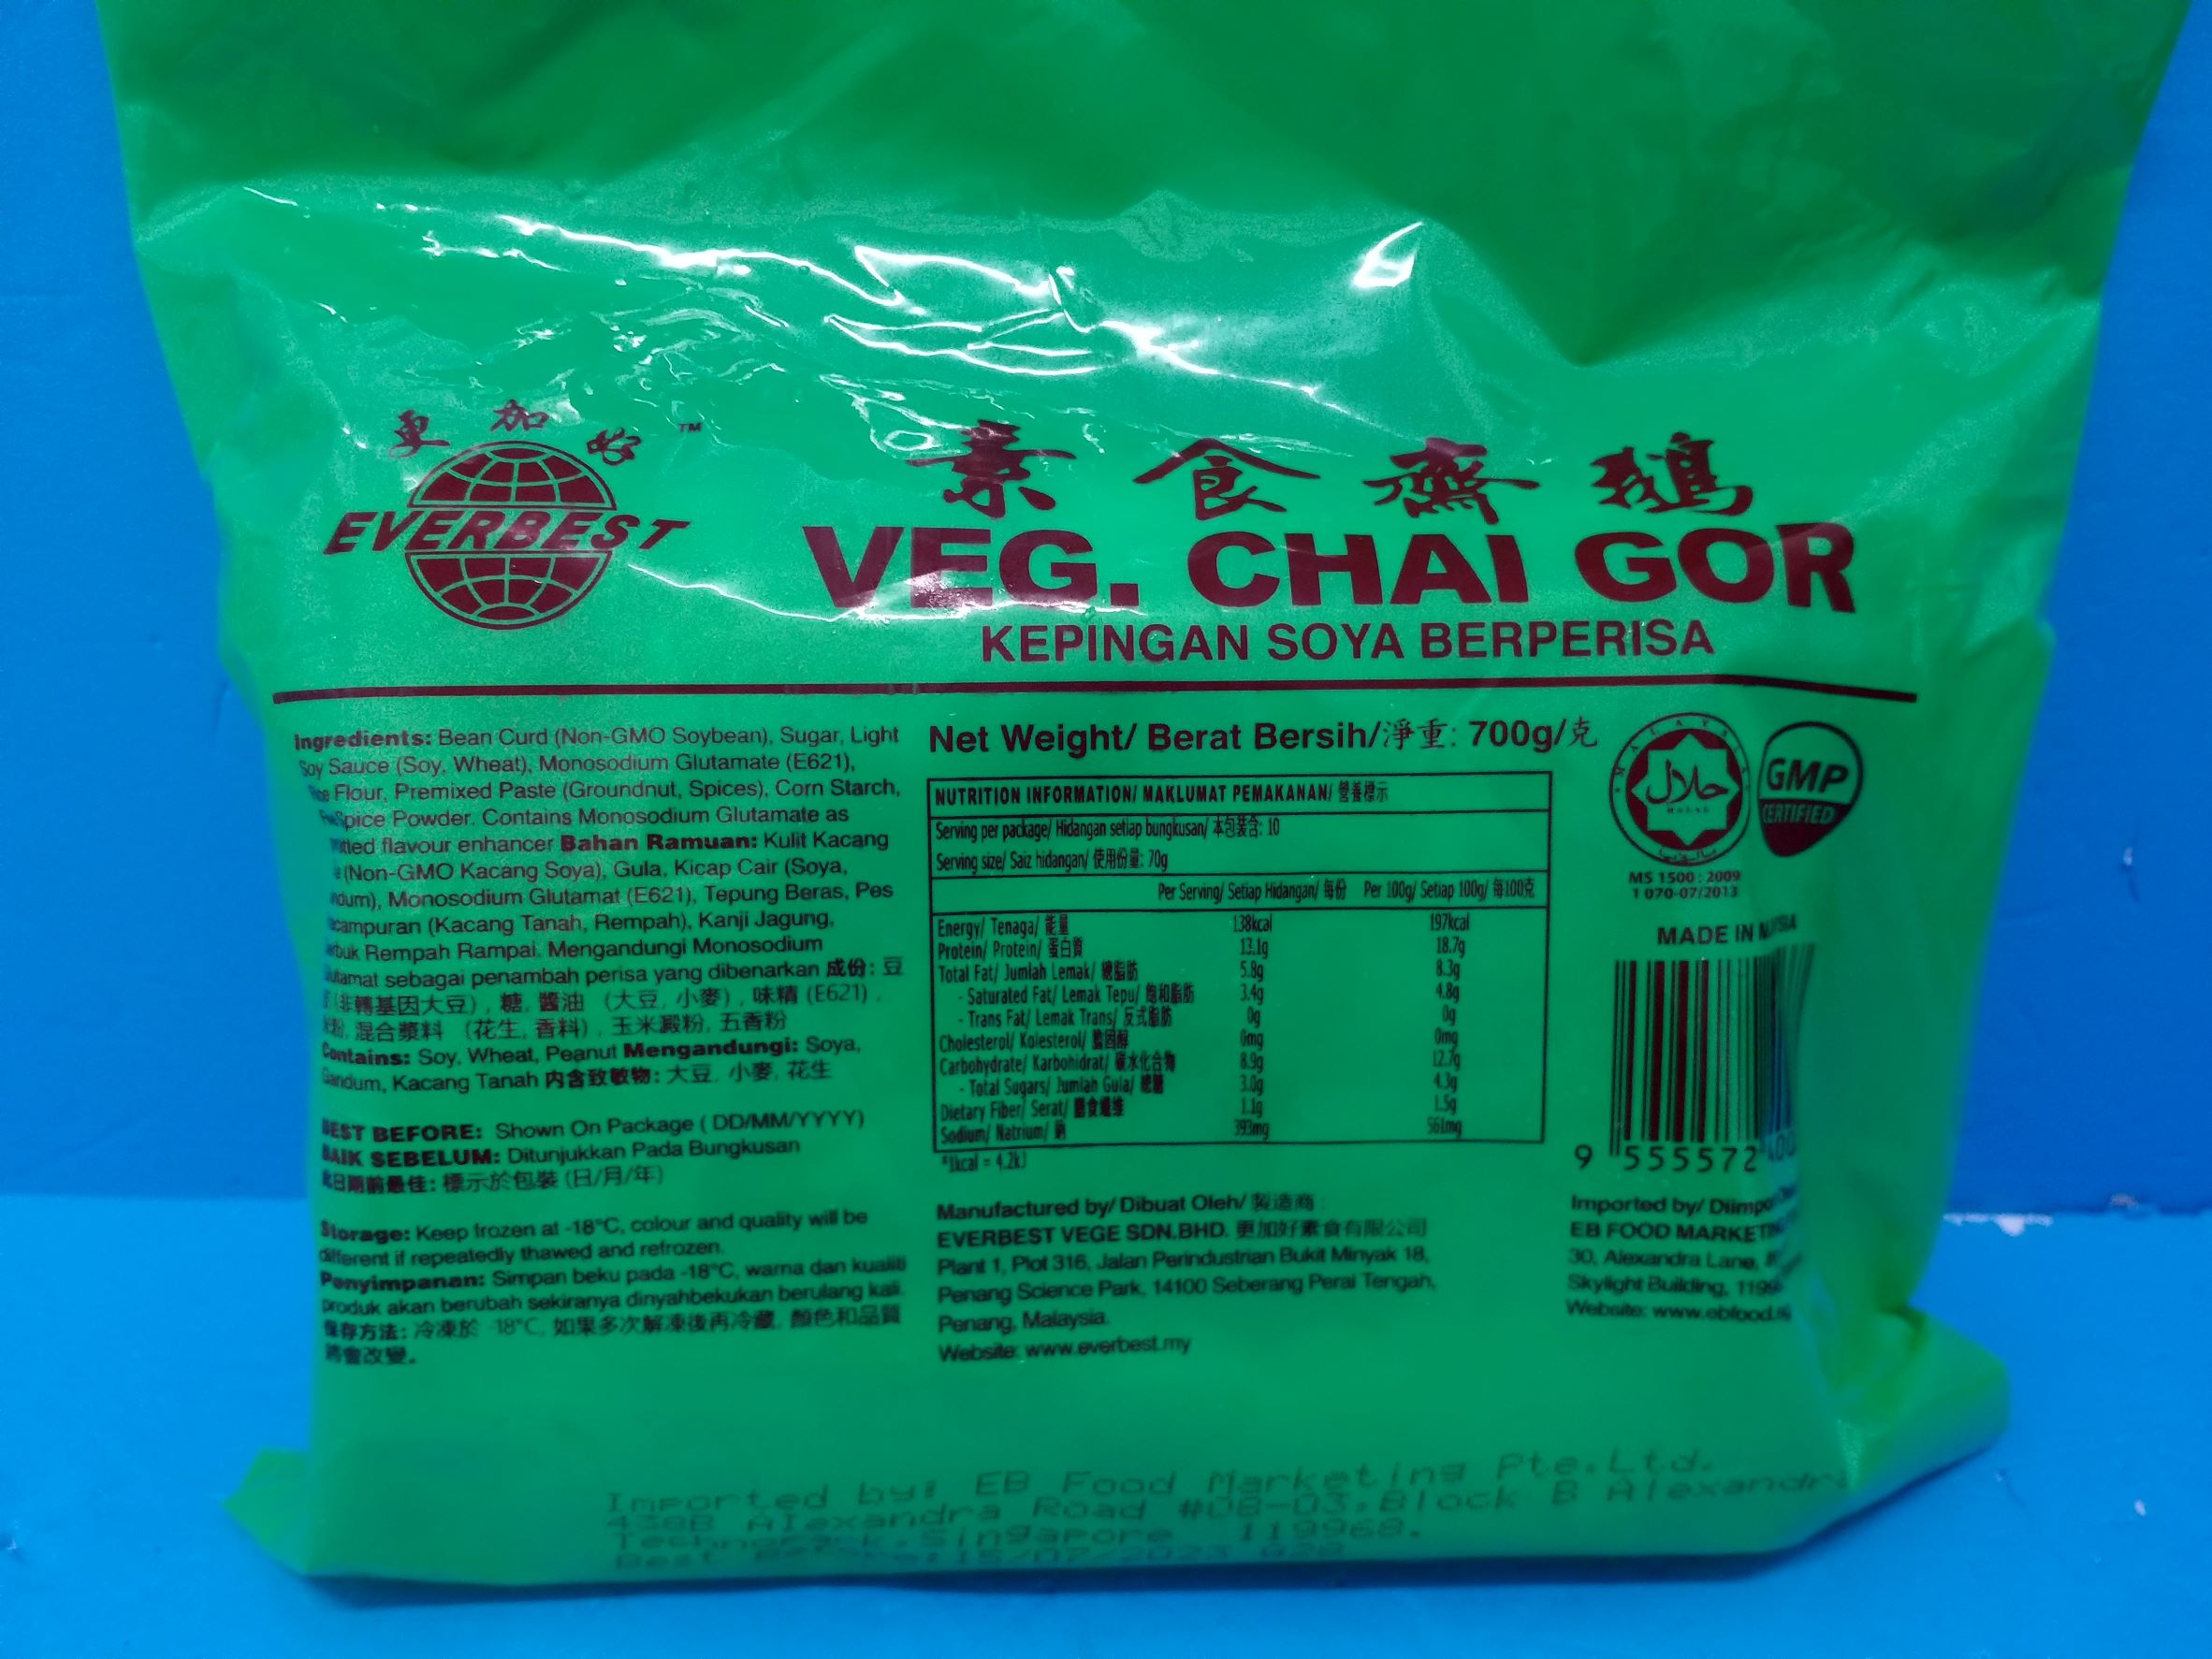 更加好 ™
EVERBEST
素食齋鵝
VEG. CHAI GOR
KEPINGAN SOYA BERPERISA
Ingredients: Bean Curd (Non-GMO Soybean), Sugar, Light
Soy Sauce (Soy, Wheat), Monosodium Glutamate (E621),
Flour, Premixed Paste (Groundnut, Spices), Corn Starch,
Spice Powder. Contains Monosodium Glutamate as
flavour enhancer Bahan Ramuan: Kulit Kacang
(Non-GMO Kacang Soya), Gula, Kicap Cair (Soya,
Monosodium Glutamat (E621), Tepung Beras, Pes
(Kacang Tanah, Rempah), Kanji Jagung,
Rempah Rampai. Mengandungi Monosodium
sebagai penambah perisa yang dibenarkan 成份: 豆
(非轉基因大豆), 糖, 醬油 (大豆, 小麥), 味精 (E621),
混合漿料 (花生, 香料), 玉米澱粉, 五香粉
Contains: Soy, Wheat, Peanut Mengandungi: Soya,
Gandum, Kacang Tanah 內含致敏物: 大豆, 小麥, 花生
BEST BEFORE: Shown On Package ( DD/MM/YYYY)
BAIK SEBELUM: Ditunjukkan Pada Bungkusan
此日期前最佳: 標示於包裝 (日/月/年)
Storage: Keep frozen at -18°C, colour and quality will be
different if repeatedly thawed and refrozen.
Penyimpanan: Simpan beku pada -18°C, warna dan kualiti
produk akan berubah sekiranya dinyahbekukan berulang kali.
保存方法: 冷凍於 -18°C, 如果多次解凍後再冷藏, 顏色和品質
將會改變。
Net Weight/ Berat Bersih/淨重: 700g/克
NUTRITION INFORMATION/ MAKLUMAT PEMAKANAN/ 營養標示
Serving per package/ Hidangan setiap bungkusan/ 本包装含: 10
Serving size/ Saiz hidangan/ 使用份量: 70g
Per Serving/ Setiap Hidangan/ 每份 Per 100g/ Setiap 100g/ 每100克
Energy/ Tenaga/ 能量 138kcal 197kcal
Protein/ Protein/ 蛋白質 13.1g 18.7g
Total Fat/ Jumlah Lemak/ 總脂肪 5.8g 8.3g
- Saturated Fat/ Lemak Tepu/ 飽和脂肪 3.4g 4.8g
- Trans Fat/ Lemak Trans/ 反式脂肪 0g 0g
Cholesterol/ Kolesterol/ 膽固醇 0mg 0mg
Carbohydrate/ Karbohidrat/ 碳水化合物 8.9g 12.7g
- Total Sugars/ Jumlah Gula/ 總糖 3.0g 4.3g
Dietary Fiber/ Serat/ 膳食纖維 1.1g 1.5g
Sodium/ Natrium/ 鈉 393mg 561mg
*1kcal = 4.2kJ
Manufactured by/ Dibuat Oleh/ 製造商 :
EVERBEST VEGE SDN.BHD. 更加好素食有限公司
Plant 1, Plot 316, Jalan Perindustrian Bukit Minyak 18,
Penang Science Park, 14100 Seberang Perai Tengah,
Penang, Malaysia.
Website: www.everbest.my
MALAYSIA
حلال
HALAL
ماليزيا
GMP
CERTIFIED
MS 1500 : 2009
1 070-07/2013
MADE IN
9 555572
Imported by/
EB FOOD
30, Alexandra Lane,
Skylight Building,
Website:
Imported by: EB Food Marketing Pte.Ltd.
438B Alexandra Road #08-03,Block B
Singapore 119968.